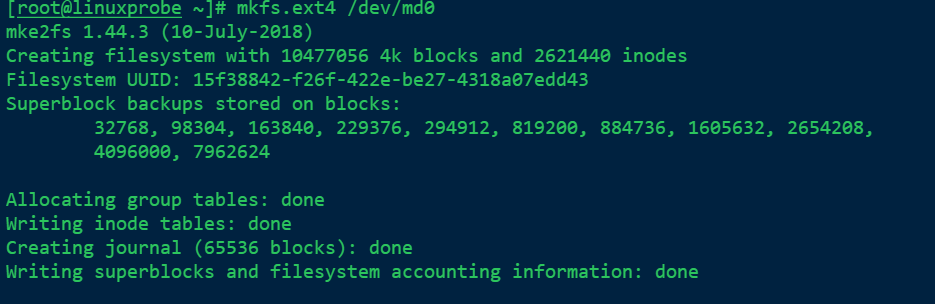 [root@linuxprobe ~]# mkfs.ext4 /dev/md0
mke2fs 1.44.3 (10-July-2018)
Creating filesystem with 10477056 4k blocks and 2621440 inodes
Filesystem UUID: 15f38842-f26f-422e-be27-4318a07edd43
Superblock backups stored on blocks:
32768, 98304, 163840, 229376, 294912, 819200, 884736, 1605632, 2654208,
4096000, 7962624
Allocating group tables: done
Writing inode tables: done
Creating journal (65536 blocks): done
Writing superblocks and filesystem accounting information: done